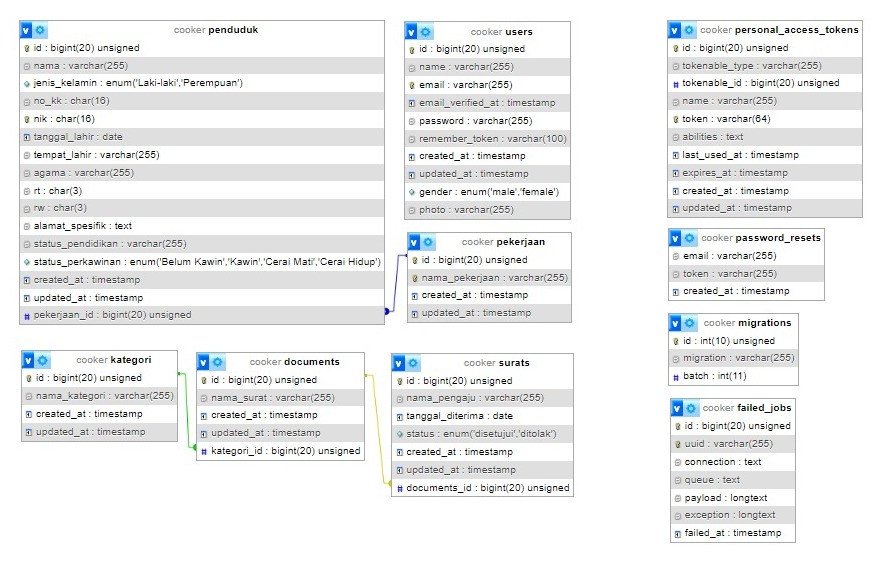 cooker penduduk
id : bigint(20) unsigned
nama : varchar(255)
jenis_kelamin : enum('Laki-laki','Perempuan')
no_kk : char(16)
nik : char(16)
tanggal_lahir : date
tempat_lahir : varchar(255)
agama : varchar(255)
rt : char(3)
rw : char(3)
alamat_spesifik : text
status_pendidikan : varchar(255)
status_perkawinan : enum('Belum Kawin','Kawin','Cerai Mati','Cerai Hidup')
created_at : timestamp
updated_at : timestamp
pekerjaan_id : bigint(20) unsigned
cooker users
id : bigint(20) unsigned
name : varchar(255)
email : varchar(255)
email_verified_at : timestamp
password : varchar(255)
remember_token : varchar(100)
created_at : timestamp
updated_at : timestamp
gender : enum('male','female')
photo : varchar(255)
cooker pekerjaan
id : bigint(20) unsigned
nama_pekerjaan : varchar(255)
created_at : timestamp
updated_at : timestamp
cooker kategori
id : bigint(20) unsigned
nama_kategori : varchar(255)
created_at : timestamp
updated_at : timestamp
cooker documents
id : bigint(20) unsigned
nama_surat : varchar(255)
created_at : timestamp
updated_at : timestamp
kategori_id : bigint(20) unsigned
cooker surats
id : bigint(20) unsigned
nama_pengaju : varchar(255)
tanggal_diterima : date
status : enum('disetujui','ditolak')
created_at : timestamp
updated_at : timestamp
documents_id : bigint(20) unsigned
cooker personal_access_tokens
id : bigint(20) unsigned
tokenable_type : varchar(255)
tokenable_id : bigint(20) unsigned
name : varchar(255)
token : varchar(64)
abilities : text
last_used_at : timestamp
expires_at : timestamp
created_at : timestamp
updated_at : timestamp
cooker password_resets
email : varchar(255)
token : varchar(255)
created_at : timestamp
cooker migrations
id : int(10) unsigned
migration : varchar(255)
batch : int(11)
cooker failed_jobs
id : bigint(20) unsigned
uuid : varchar(255)
connection : text
queue : text
payload : longtext
exception : longtext
failed_at : timestamp